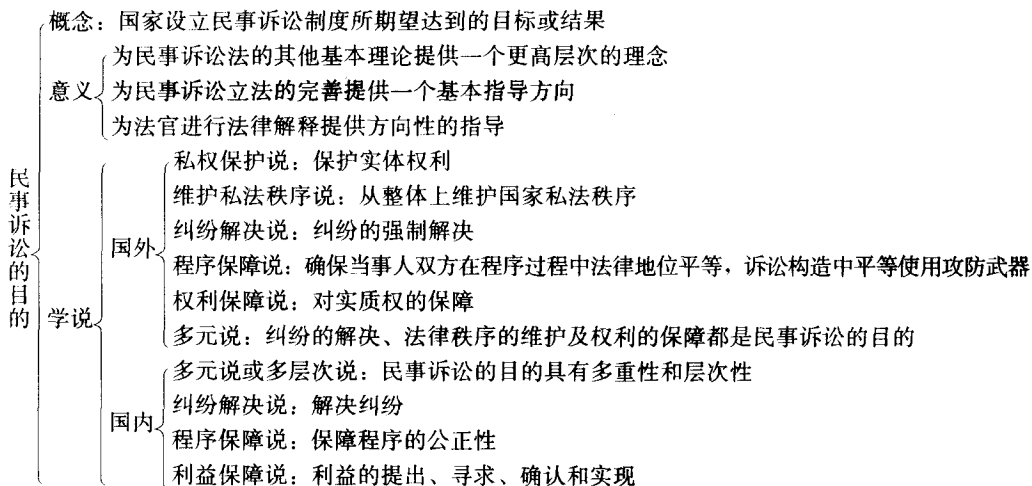 民事诉讼的目的
概念：国家设立民事诉讼制度所期望达到的目标或结果
意义
为民事诉讼法的其他基本理论提供一个更高层次的理念
为民事诉讼立法的完善提供一个基本指导方向
为法官进行法律解释提供方向性的指导
学说
国外
私权保护说：保护实体权利
维护私法秩序说：从整体上维护国家私法秩序
纠纷解决说：纠纷的强制解决
程序保障说：确保当事人双方在程序过程中法律地位平等，诉讼构造中平等使用攻防武器
权利保障说：对实质权的保障
多元说：纠纷的解决、法律秩序的维护及权利的保障都是民事诉讼的目的
国内
多元说或多层次说：民事诉讼的目的具有多重性和层次性
纠纷解决说：解决纠纷
程序保障说：保障程序的公正性
利益保障说：利益的提出、寻求、确认和实现